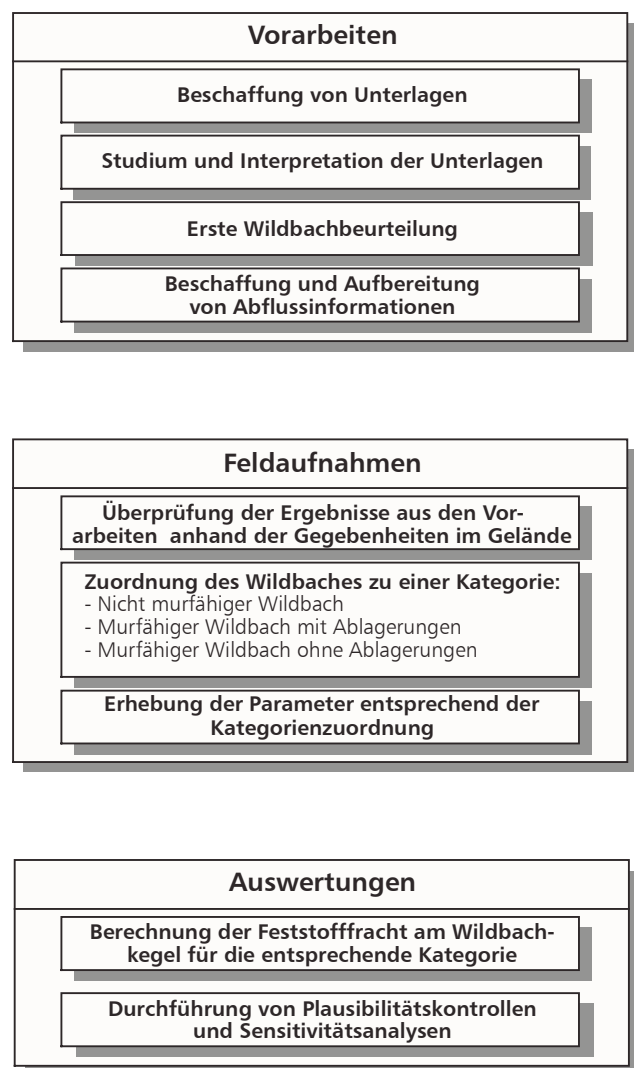 Vorarbeiten
Beschaffung von Unterlagen
Studium und Interpretation der Unterlagen
Erste Wildbachbeurteilung
Beschaffung und Aufbereitung
von Abflussinformationen
Feldaufnahmen
Überprüfung der Ergebnisse aus den Vor-
arbeiten anhand der Gegebenheiten im Gelände
Zuordnung des Wildbaches zu einer Kategorie:
- Nicht murfähiger Wildbach
- Murfähiger Wildbach mit Ablagerungen
- Murfähiger Wildbach ohne Ablagerungen
Erhebung der Parameter entsprechend der
Kategorienzuordnung
Auswertungen
Berechnung der Feststofffracht am Wildbach-
kegel für die entsprechende Kategorie
Durchführung von Plausibilitätskontrollen
und Sensitivitätsanalysen